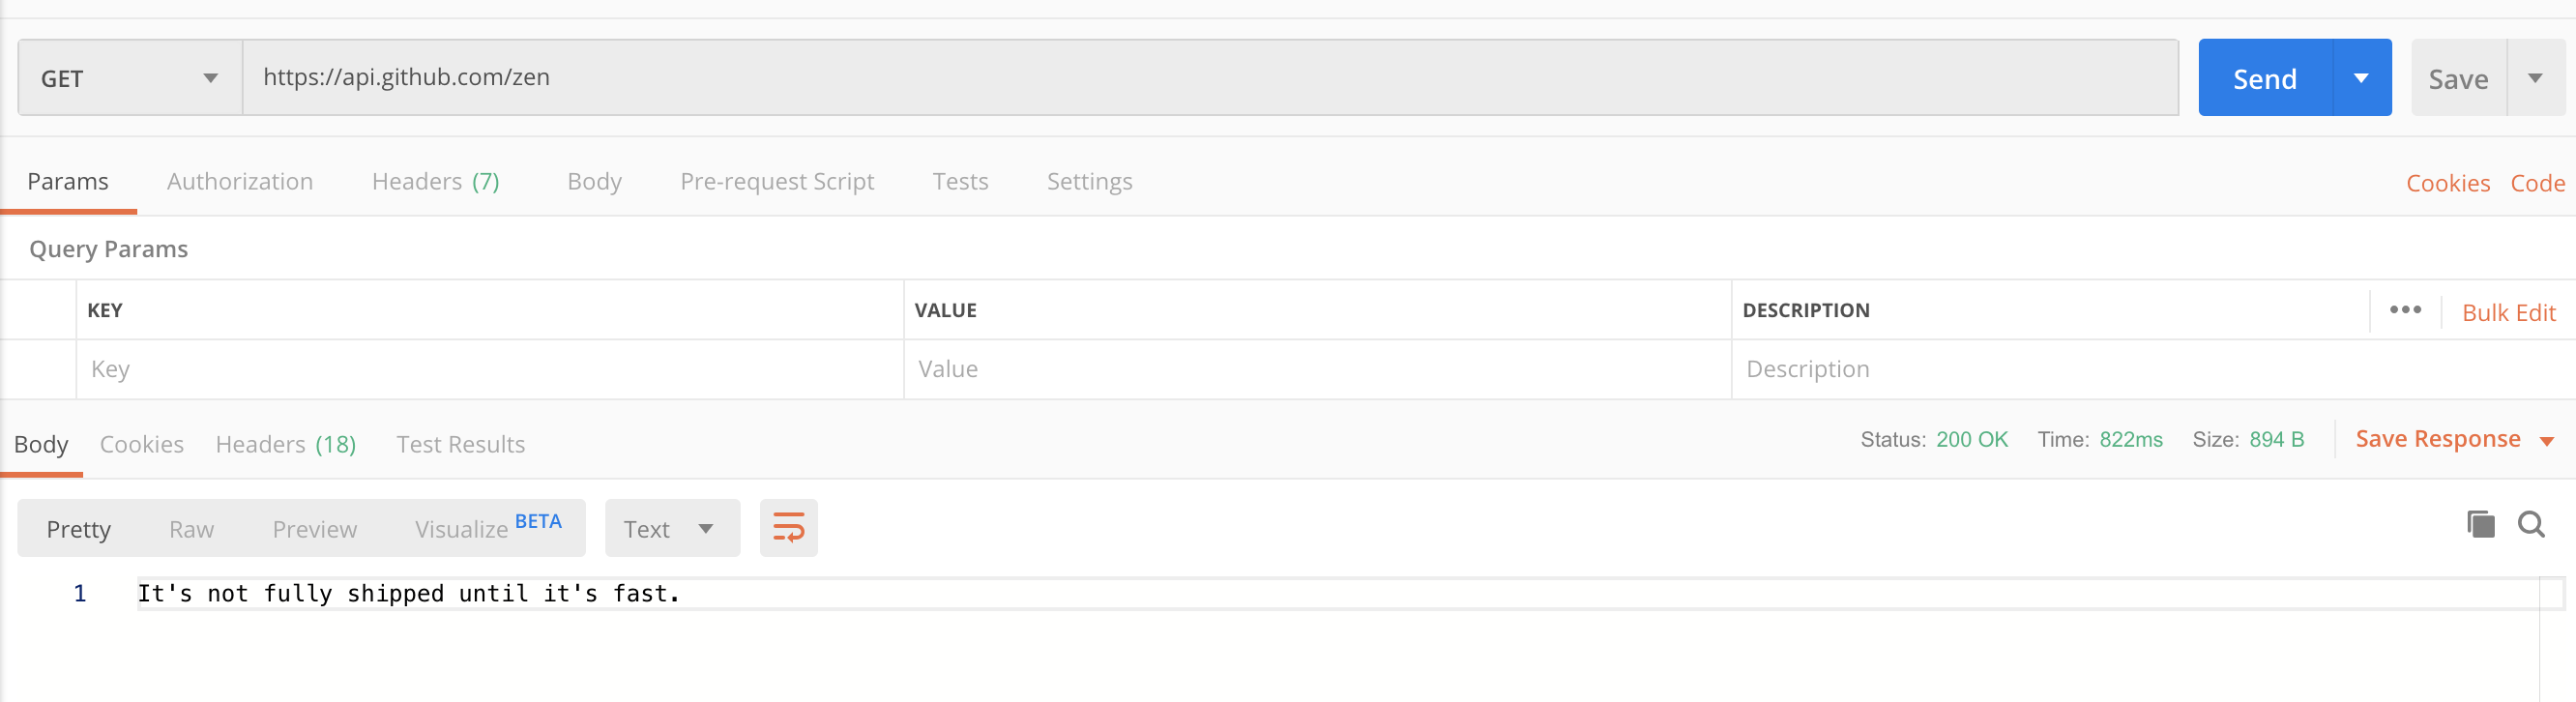 GET https://api.github.com/zen Send Save
Params Authorization Headers (7) Body Pre-request Script Tests Settings Cookies Code
Query Params
KEY VALUE DESCRIPTION ••• Bulk Edit
Key Value Description
Body Cookies Headers (18) Test Results Status: 200 OK Time: 822ms Size: 894 B Save Response
Pretty Raw Preview Visualize BETA Text
1 It's not fully shipped until it's fast.